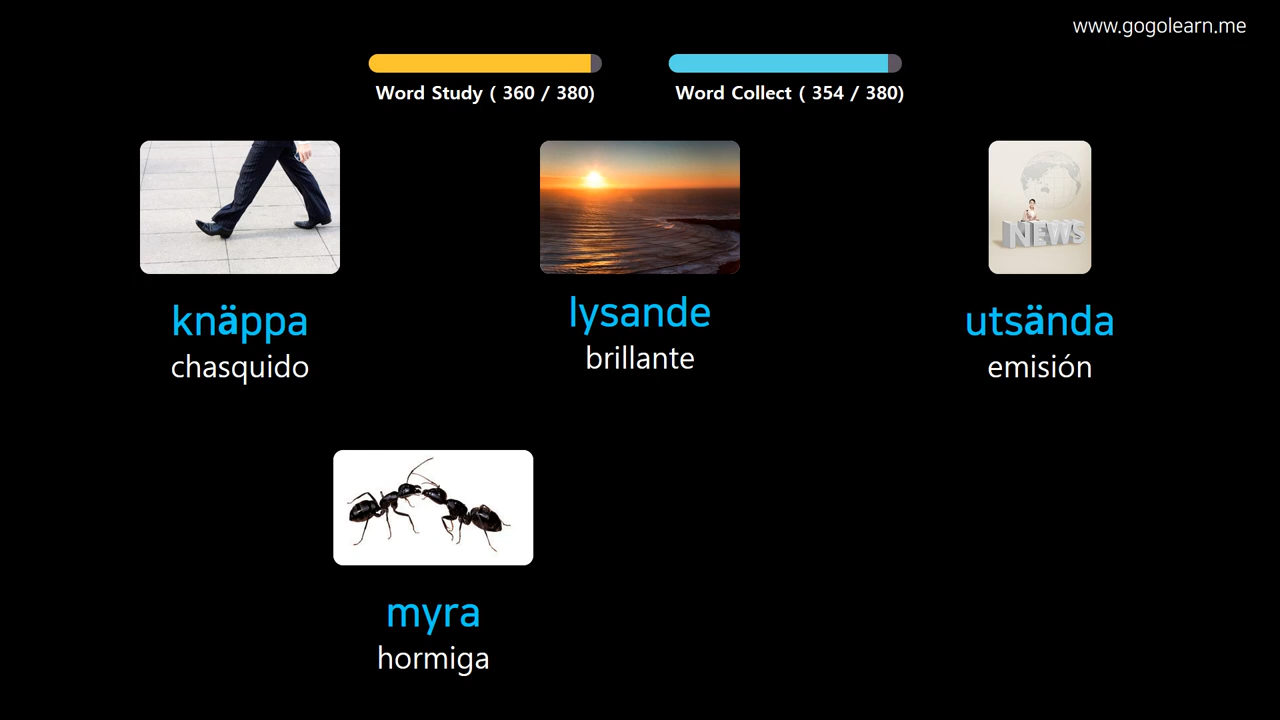 www.gogolearn.me
Word Study ( 360 / 380)
Word Collect ( 354 / 380)
NEWS
knäppa
chasquido
lysande
brillante
utsända
emisión
myra
hormiga